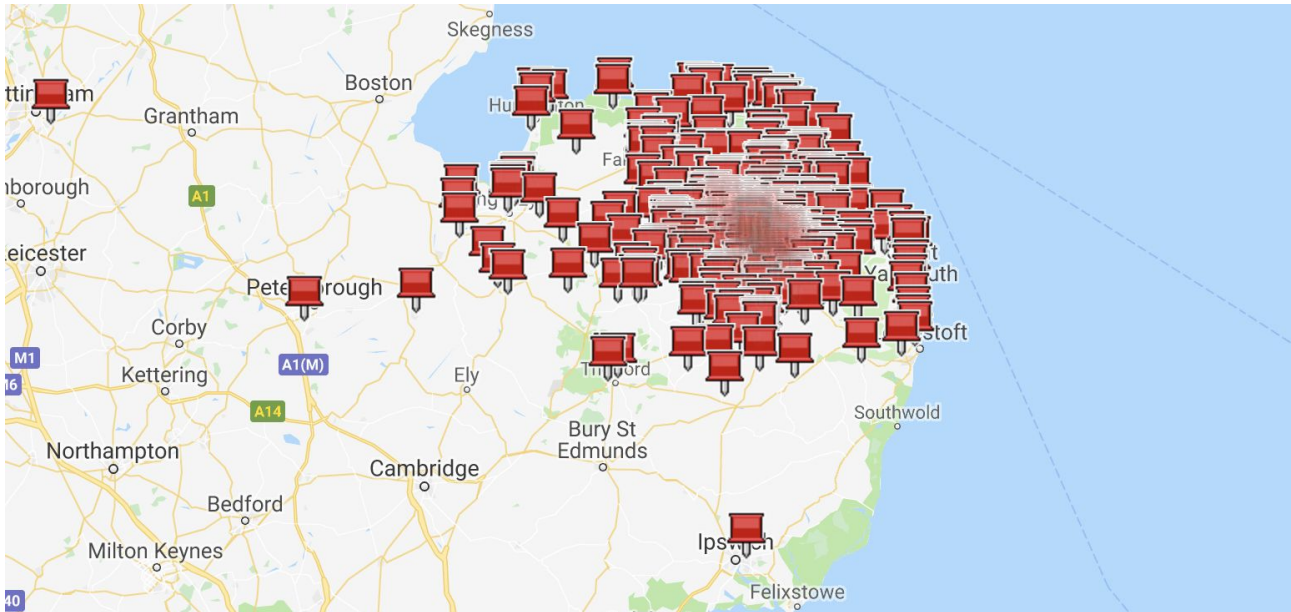 Skegness
Boston
Grantham
A1
Peterborough
Corby
M1
Kettering
A1(M)
Ely
A14
Southwold
Bury St
Edmunds
Northampton
Cambridge
Bedford
Milton Keynes
Felixstowe
40